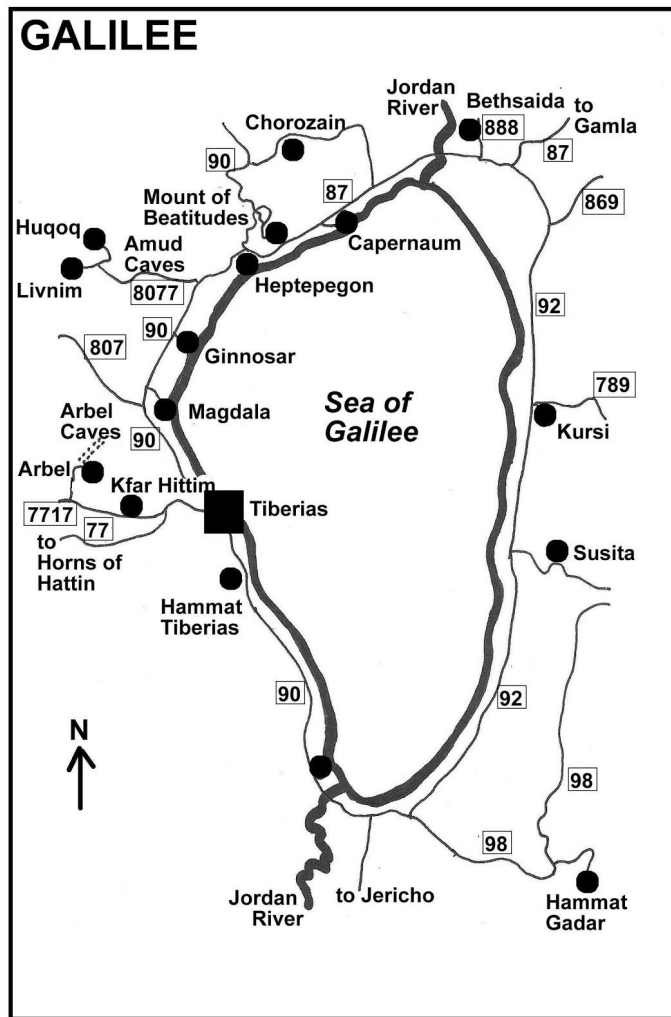 GALILEE
Jordan
River
Bethsaida
to
Gamla
888
Chorozain
90
87
87
Mount of
Beatitudes
869
Huqoq
Amud
Caves
Capernaum
Livnim
8077
Heptepegon
92
90
807
Ginnosar
789
Sea of
Galilee
Magdala
Kursi
Arbel
Caves
90
Arbel
Kfar Hittim
7717
77
Tiberias
to
Horns of
Hattin
Susita
Hammat
Tiberias
90
92
N
98
98
Jordan
River
to Jericho
Hammat
Gadar